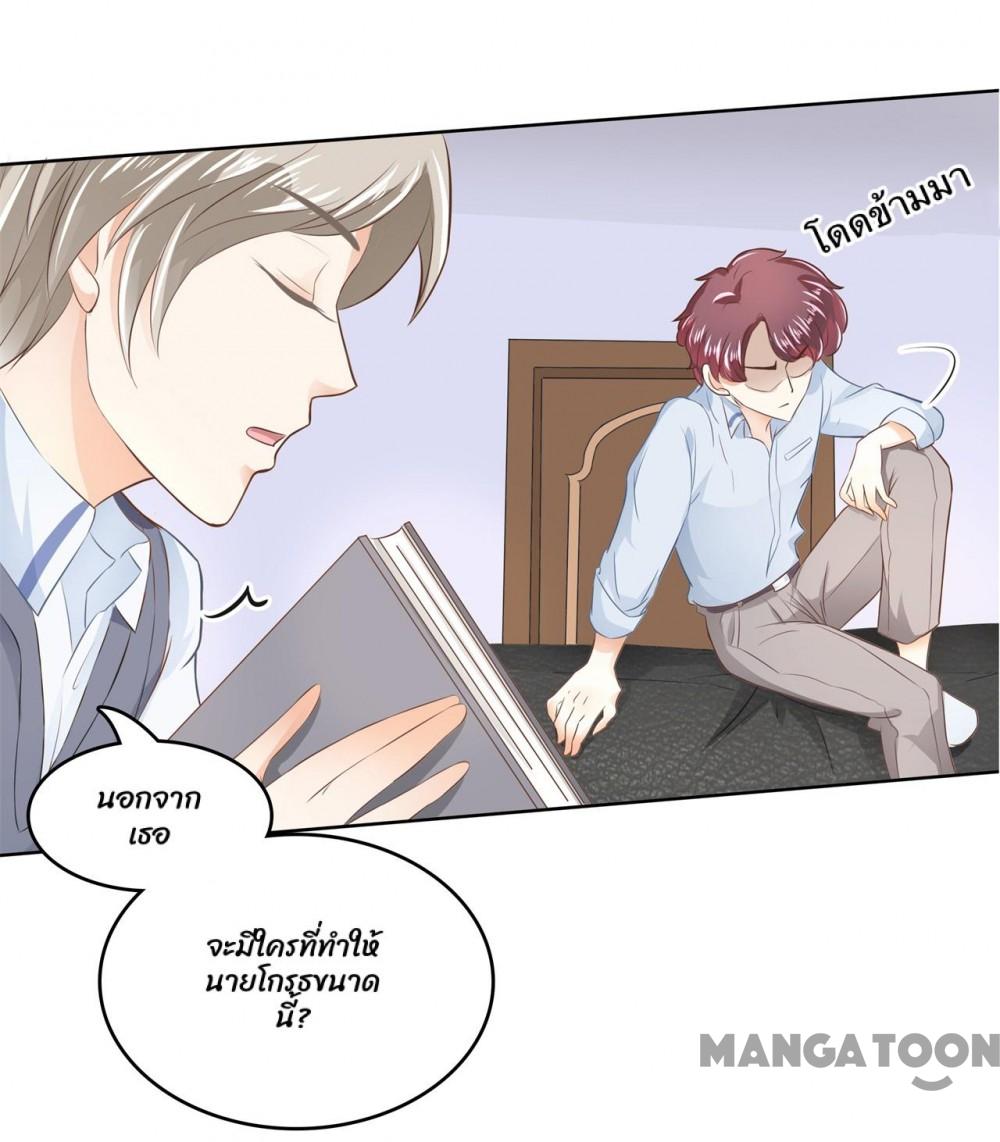 โดดข้ามมา
นอกจาก
เธอ
จะมีใครที่ทำให้
นายโกรธขนาด
นี้?
MANGATOON